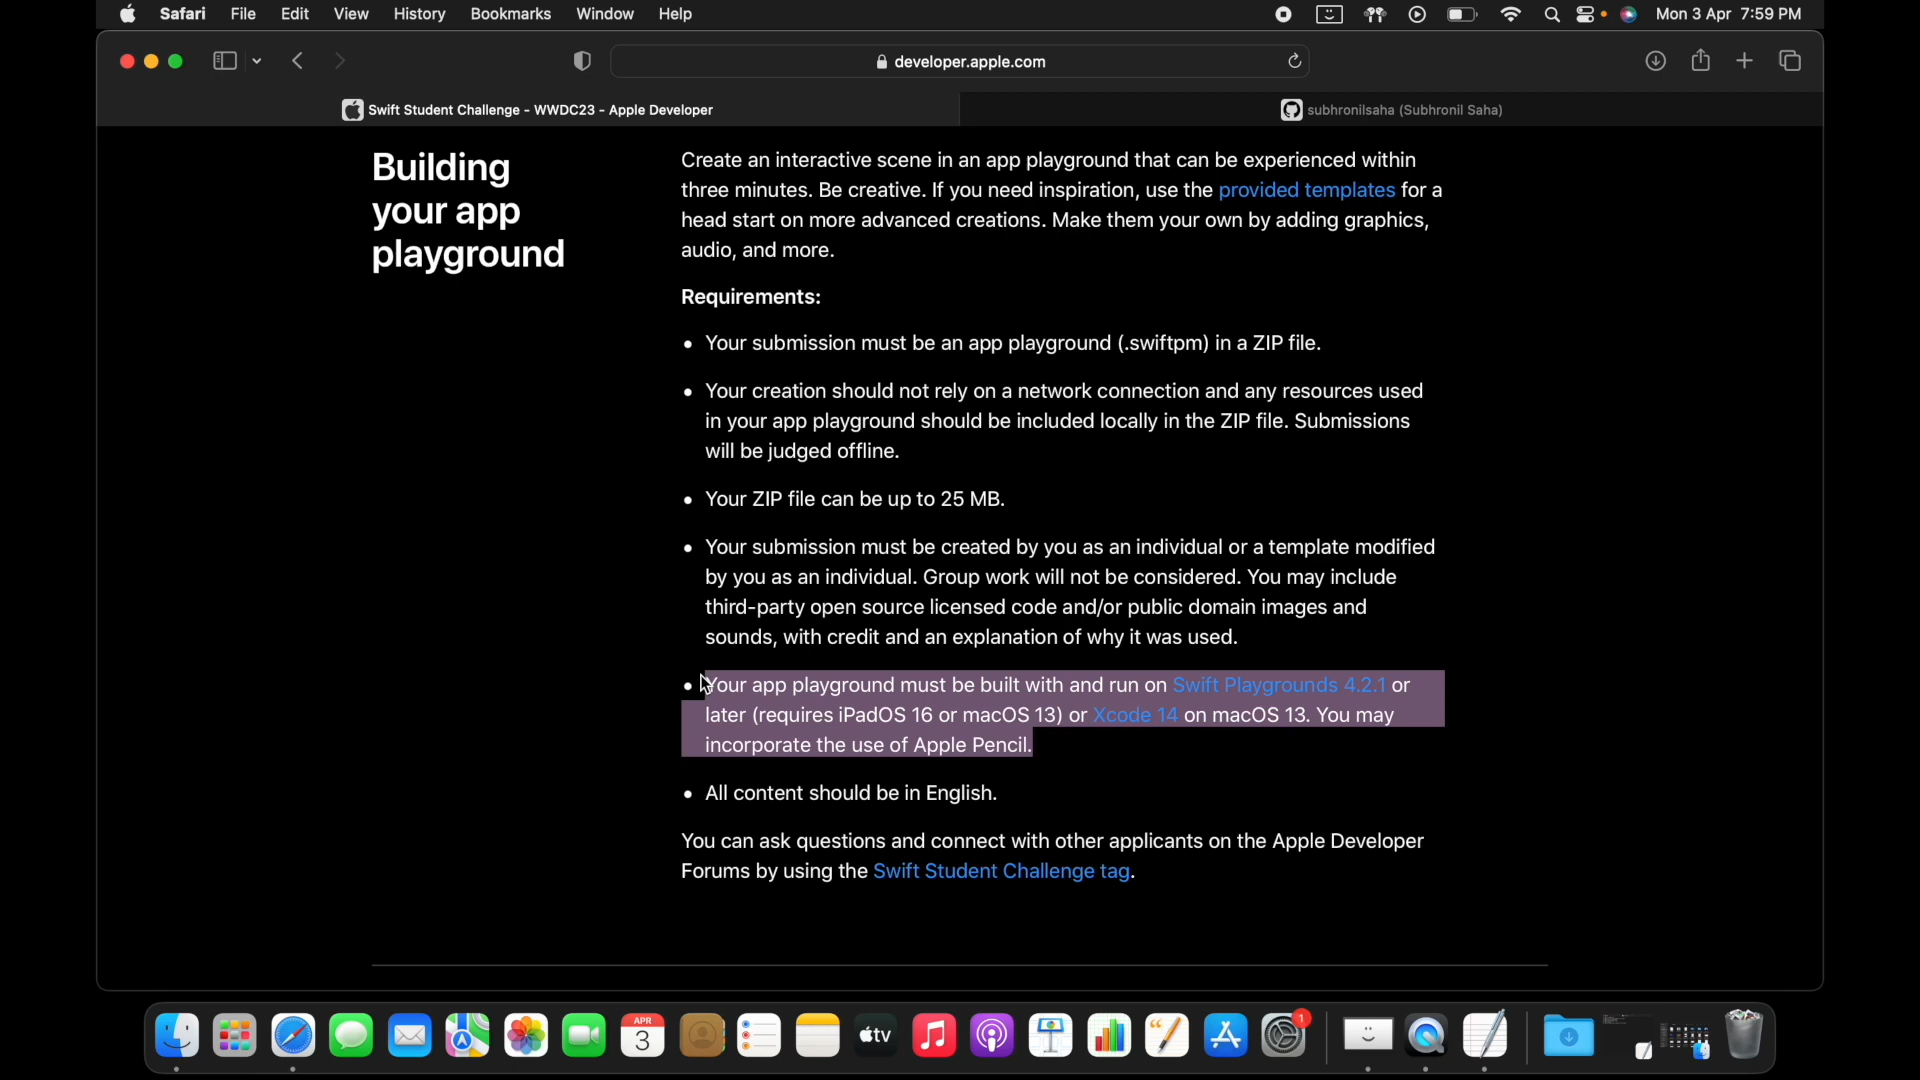 Safari File Edit View History Bookmarks Window Help Mon 3 Apr 7:59 PM
developer.apple.com
Swift Student Challenge - WWDC23 - Apple Developer
subhronilsaha (Subhronil Saha)
Building
your app
playground
Create an interactive scene in an app playground that can be experienced within
three minutes. Be creative. If you need inspiration, use the provided templates for a
head start on more advanced creations. Make them your own by adding graphics,
audio, and more.
Requirements:
• Your submission must be an app playground (.swiftpm) in a ZIP file.
• Your creation should not rely on a network connection and any resources used
in your app playground should be included locally in the ZIP file. Submissions
will be judged offline.
• Your ZIP file can be up to 25 MB.
• Your submission must be created by you as an individual or a template modified
by you as an individual. Group work will not be considered. You may include
third-party open source licensed code and/or public domain images and
sounds, with credit and an explanation of why it was used.
• Your app playground must be built with and run on Swift Playgrounds 4.2.1 or
later (requires iPadOS 16 or macOS 13) or Xcode 14 on macOS 13. You may
incorporate the use of Apple Pencil.
• All content should be in English.
You can ask questions and connect with other applicants on the Apple Developer
Forums by using the Swift Student Challenge tag.
APR
3
tv
1